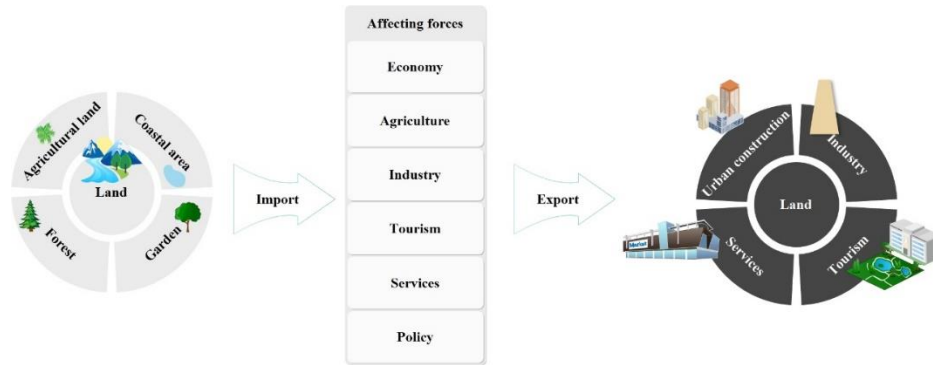 Agricultural land
Coastal area
Land
Forest
Garden
Import
Affecting forces
Economy
Agriculture
Industry
Tourism
Services
Policy
Export
Urban construction
Industry
Land
Services
Tourism